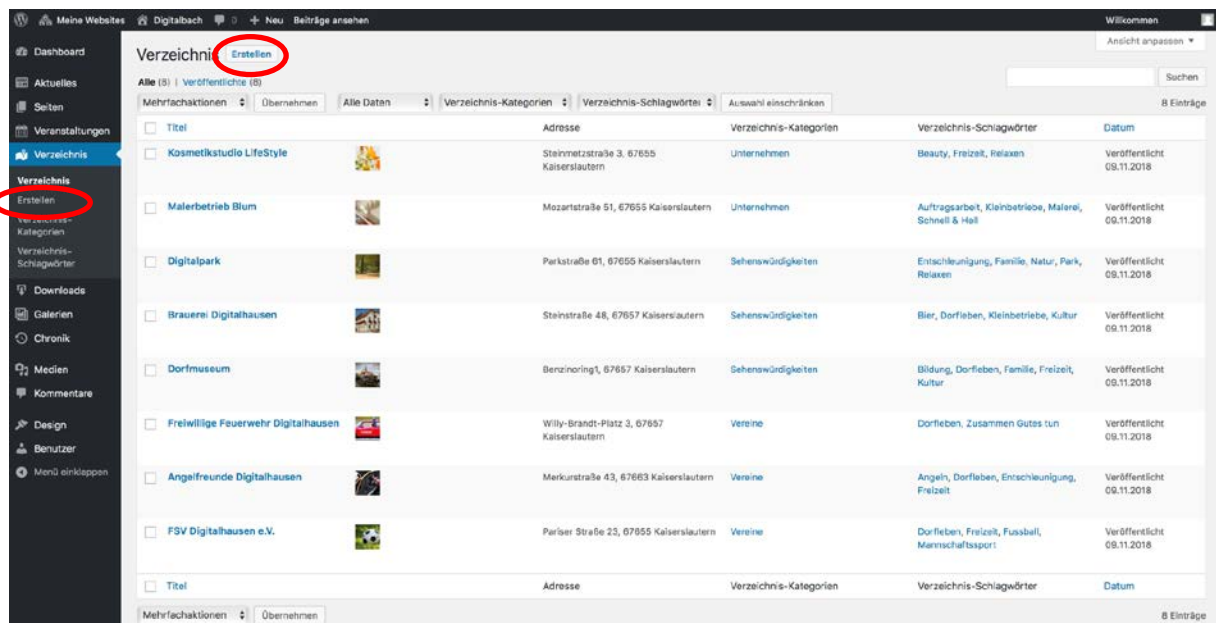 Meine Websites Digitalbach 0 + Neu Beiträge ansehen Willkommen
Dashboard
Aktuelles
Seiten
Veranstaltungen
Verzeichnis
Verzeichnis
Erstellen
Verzeichnis-
Kategorien
Verzeichnis-
Schlagwörter
Downloads
Galerien
Chronik
Medien
Kommentare
Design
Benutzer
Menü einklappen
Ansicht anpassen
Verzeichnis Erstellen
Alle (8) | Veröffentlichte (8)
Suchen
Mehrfachaktionen Übernehmen Alle Daten Verzeichnis-Kategorien Verzeichnis-Schlagwörter Auswahl einschränken 8 Einträge
Titel Adresse Verzeichnis-Kategorien Verzeichnis-Schlagwörter Datum
Kosmetikstudio LifeStyle Steinmetzstraße 3, 67655 Unternehmen Beauty, Freizeit, Relaxen Veröffentlicht
Kaiserslautern 09.11.2018
Malerbetrieb Blum Mozartstraße 51, 67655 Kaiserslautern Unternehmen Auftragsarbeit, Kleinbetriebe, Malerei, Veröffentlicht
Schnell & Hell 09.11.2018
Digitalpark Parkstraße 61, 67655 Kaiserslautern Sehenswürdigkeiten Entschleunigung, Familie, Natur, Park, Veröffentlicht
Relaxen 09.11.2018
Brauerei Digitalhausen Steinstraße 48, 67657 Kaiserslautern Sehenswürdigkeiten Bier, Dorfleben, Kleinbetriebe, Kultur Veröffentlicht
09.11.2018
Dorfmuseum Benzinoring1, 67657 Kaiserslautern Sehenswürdigkeiten Bildung, Dorfleben, Familie, Freizeit, Veröffentlicht
Kultur 09.11.2018
Freiwillige Feuerwehr Digitalhausen Willy-Brandt-Platz 3, 67657 Vereine Dorfleben, Zusammen Gutes tun Veröffentlicht
Kaiserslautern 09.11.2018
Angelfreunde Digitalhausen Merkurstraße 43, 67663 Kaiserslautern Vereine Angeln, Dorfleben, Entschleunigung, Veröffentlicht
Freizeit 09.11.2018
FSV Digitalhausen e.V. Pariser Straße 23, 67655 Kaiserslautern Vereine Dorfleben, Freizeit, Fussball, Veröffentlicht
Mannschaftssport 09.11.2018
Titel Adresse Verzeichnis-Kategorien Verzeichnis-Schlagwörter Datum
Mehrfachaktionen Übernehmen 8 Einträge